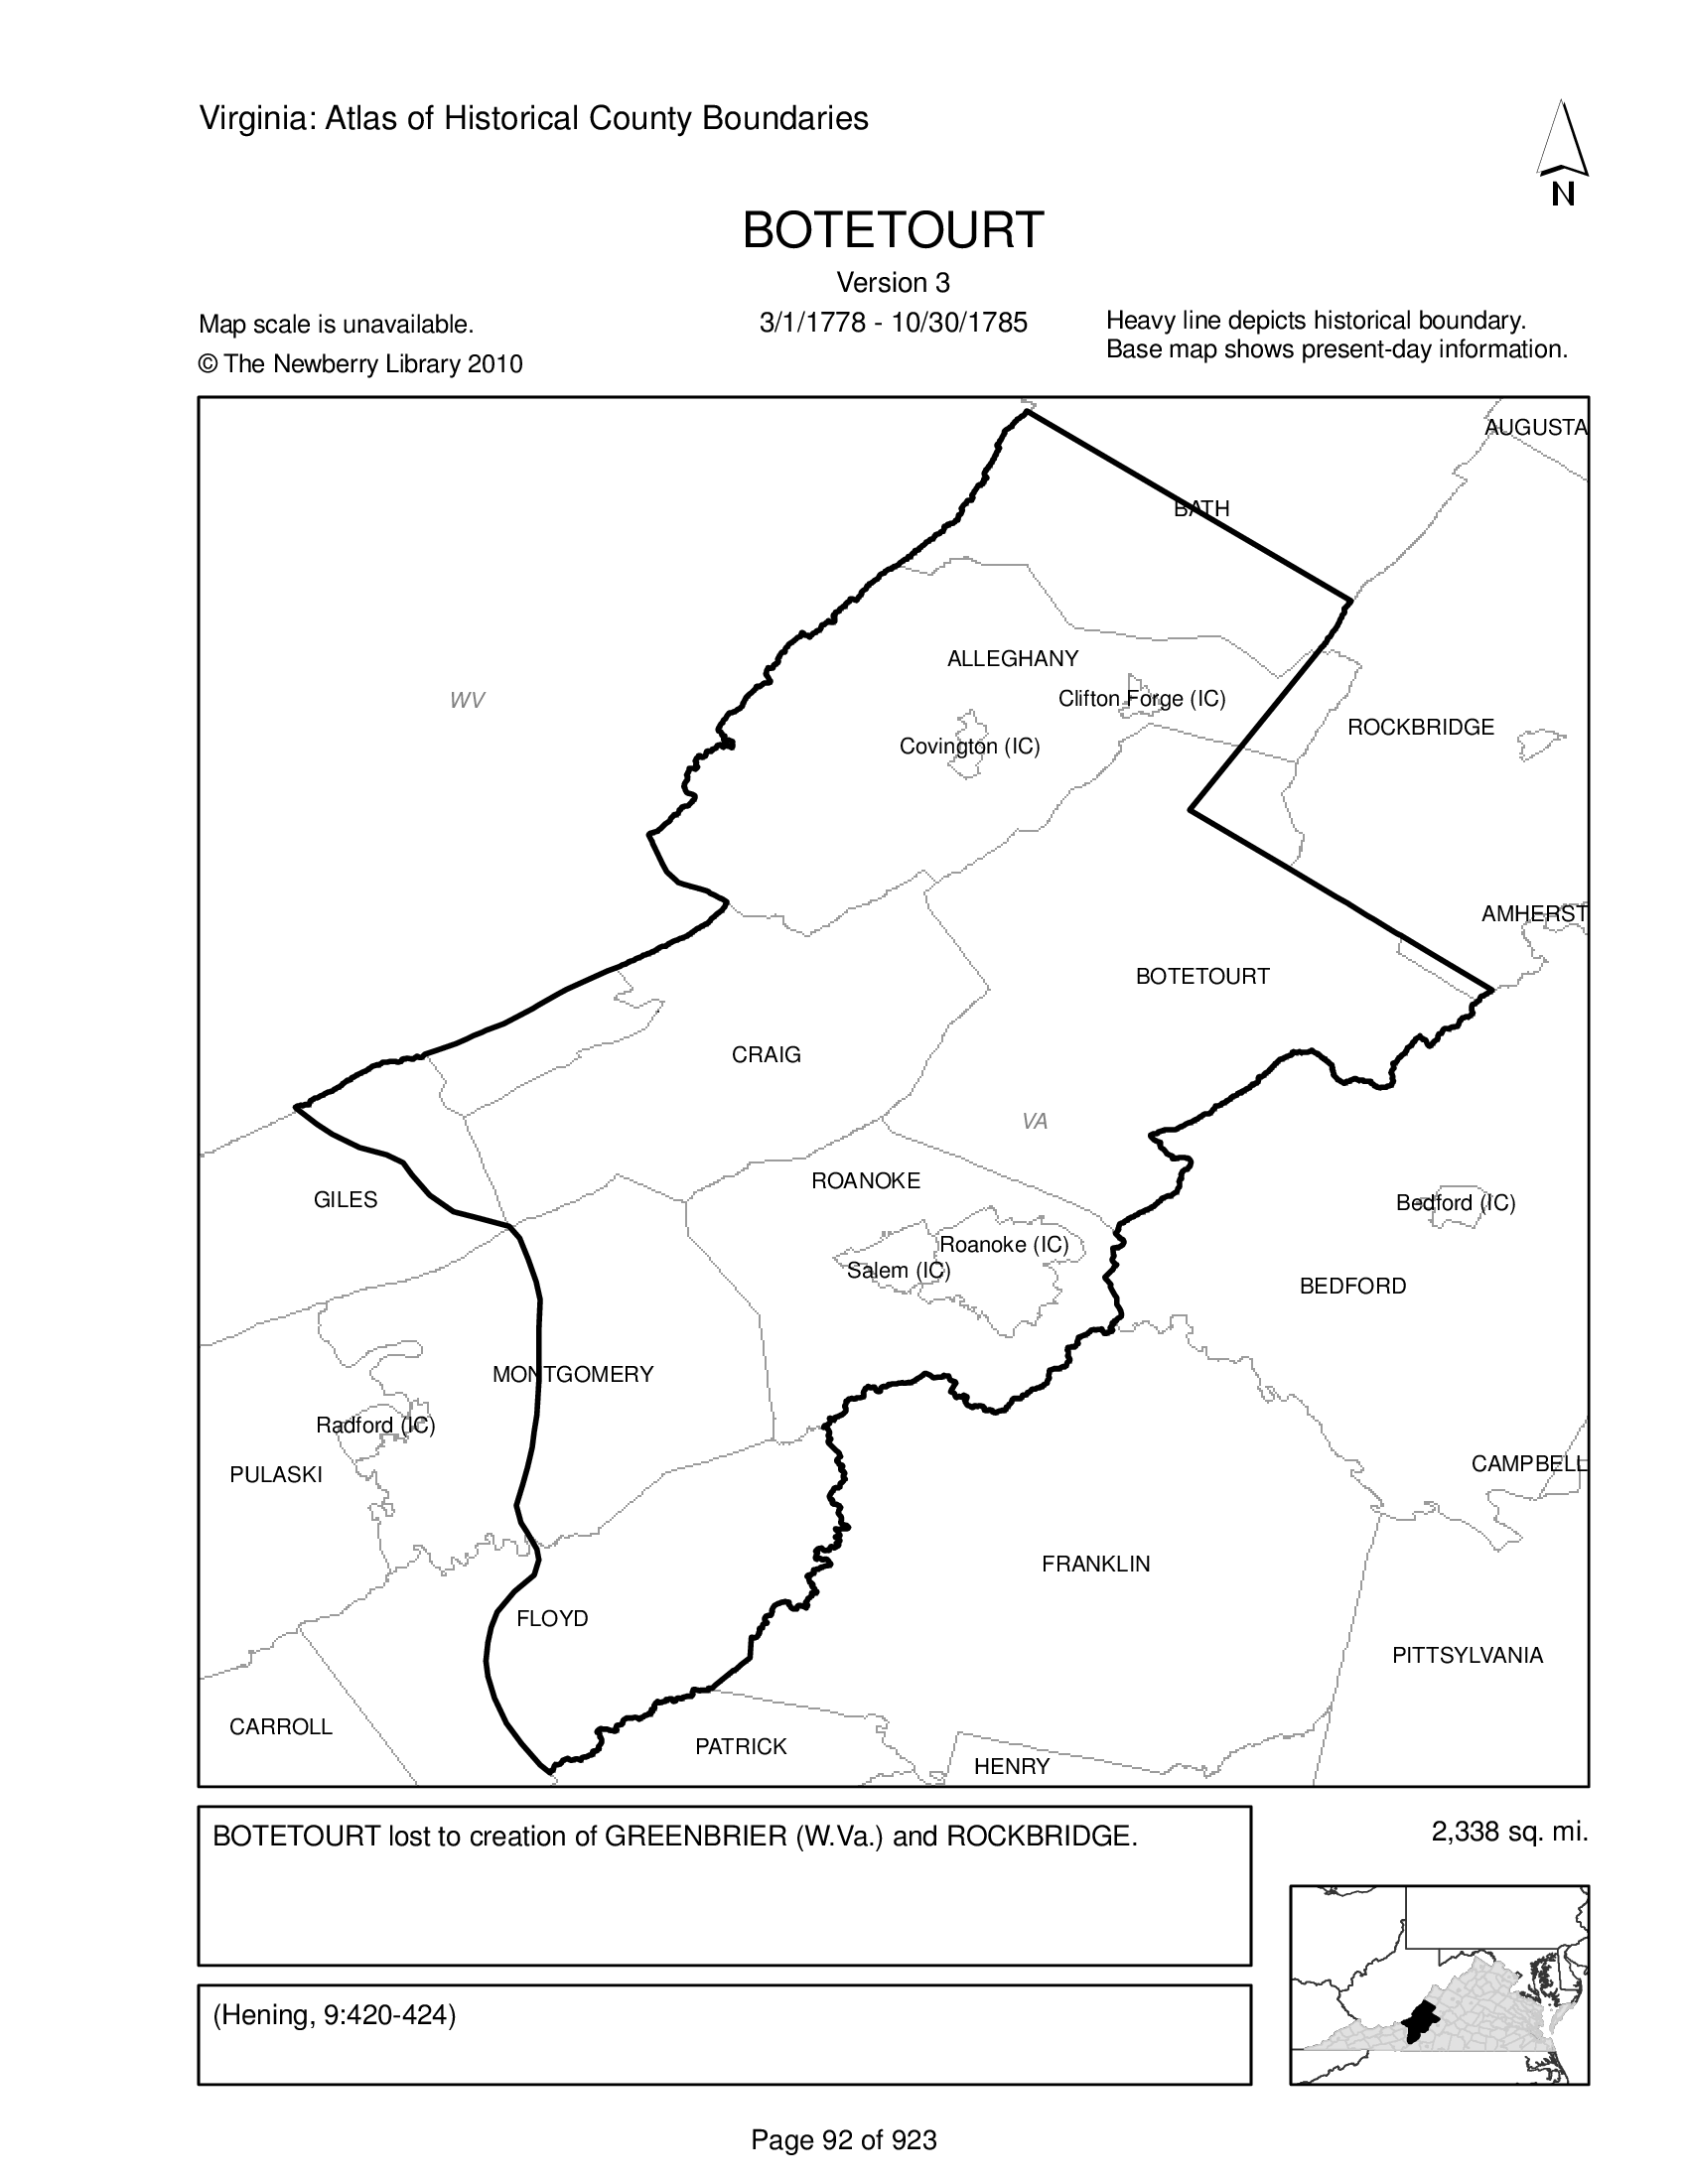 Virginia: Atlas of Historical County Boundaries
N
BOTETOURT
Version 3
3/1/1778 - 10/30/1785
Map scale is unavailable.
© The Newberry Library 2010
Heavy line depicts historical boundary.
Base map shows present-day information.
AUGUSTA
BATH
ALLEGHANY
Clifton Forge (IC)
WV
ROCKBRIDGE
Covington (IC)
AMHERST
BOTETOURT
CRAIG
VA
ROANOKE
GILES
Bedford (IC)
Roanoke (IC)
Salem (IC)
BEDFORD
MONTGOMERY
Radford (IC)
PULASKI
CAMPBELL
FRANKLIN
FLOYD
PITTSYLVANIA
CARROLL
PATRICK
HENRY
BOTETOURT lost to creation of GREENBRIER (W.Va.) and ROCKBRIDGE.
2,338 sq. mi.
(Hening, 9:420-424)
Page 92 of 923